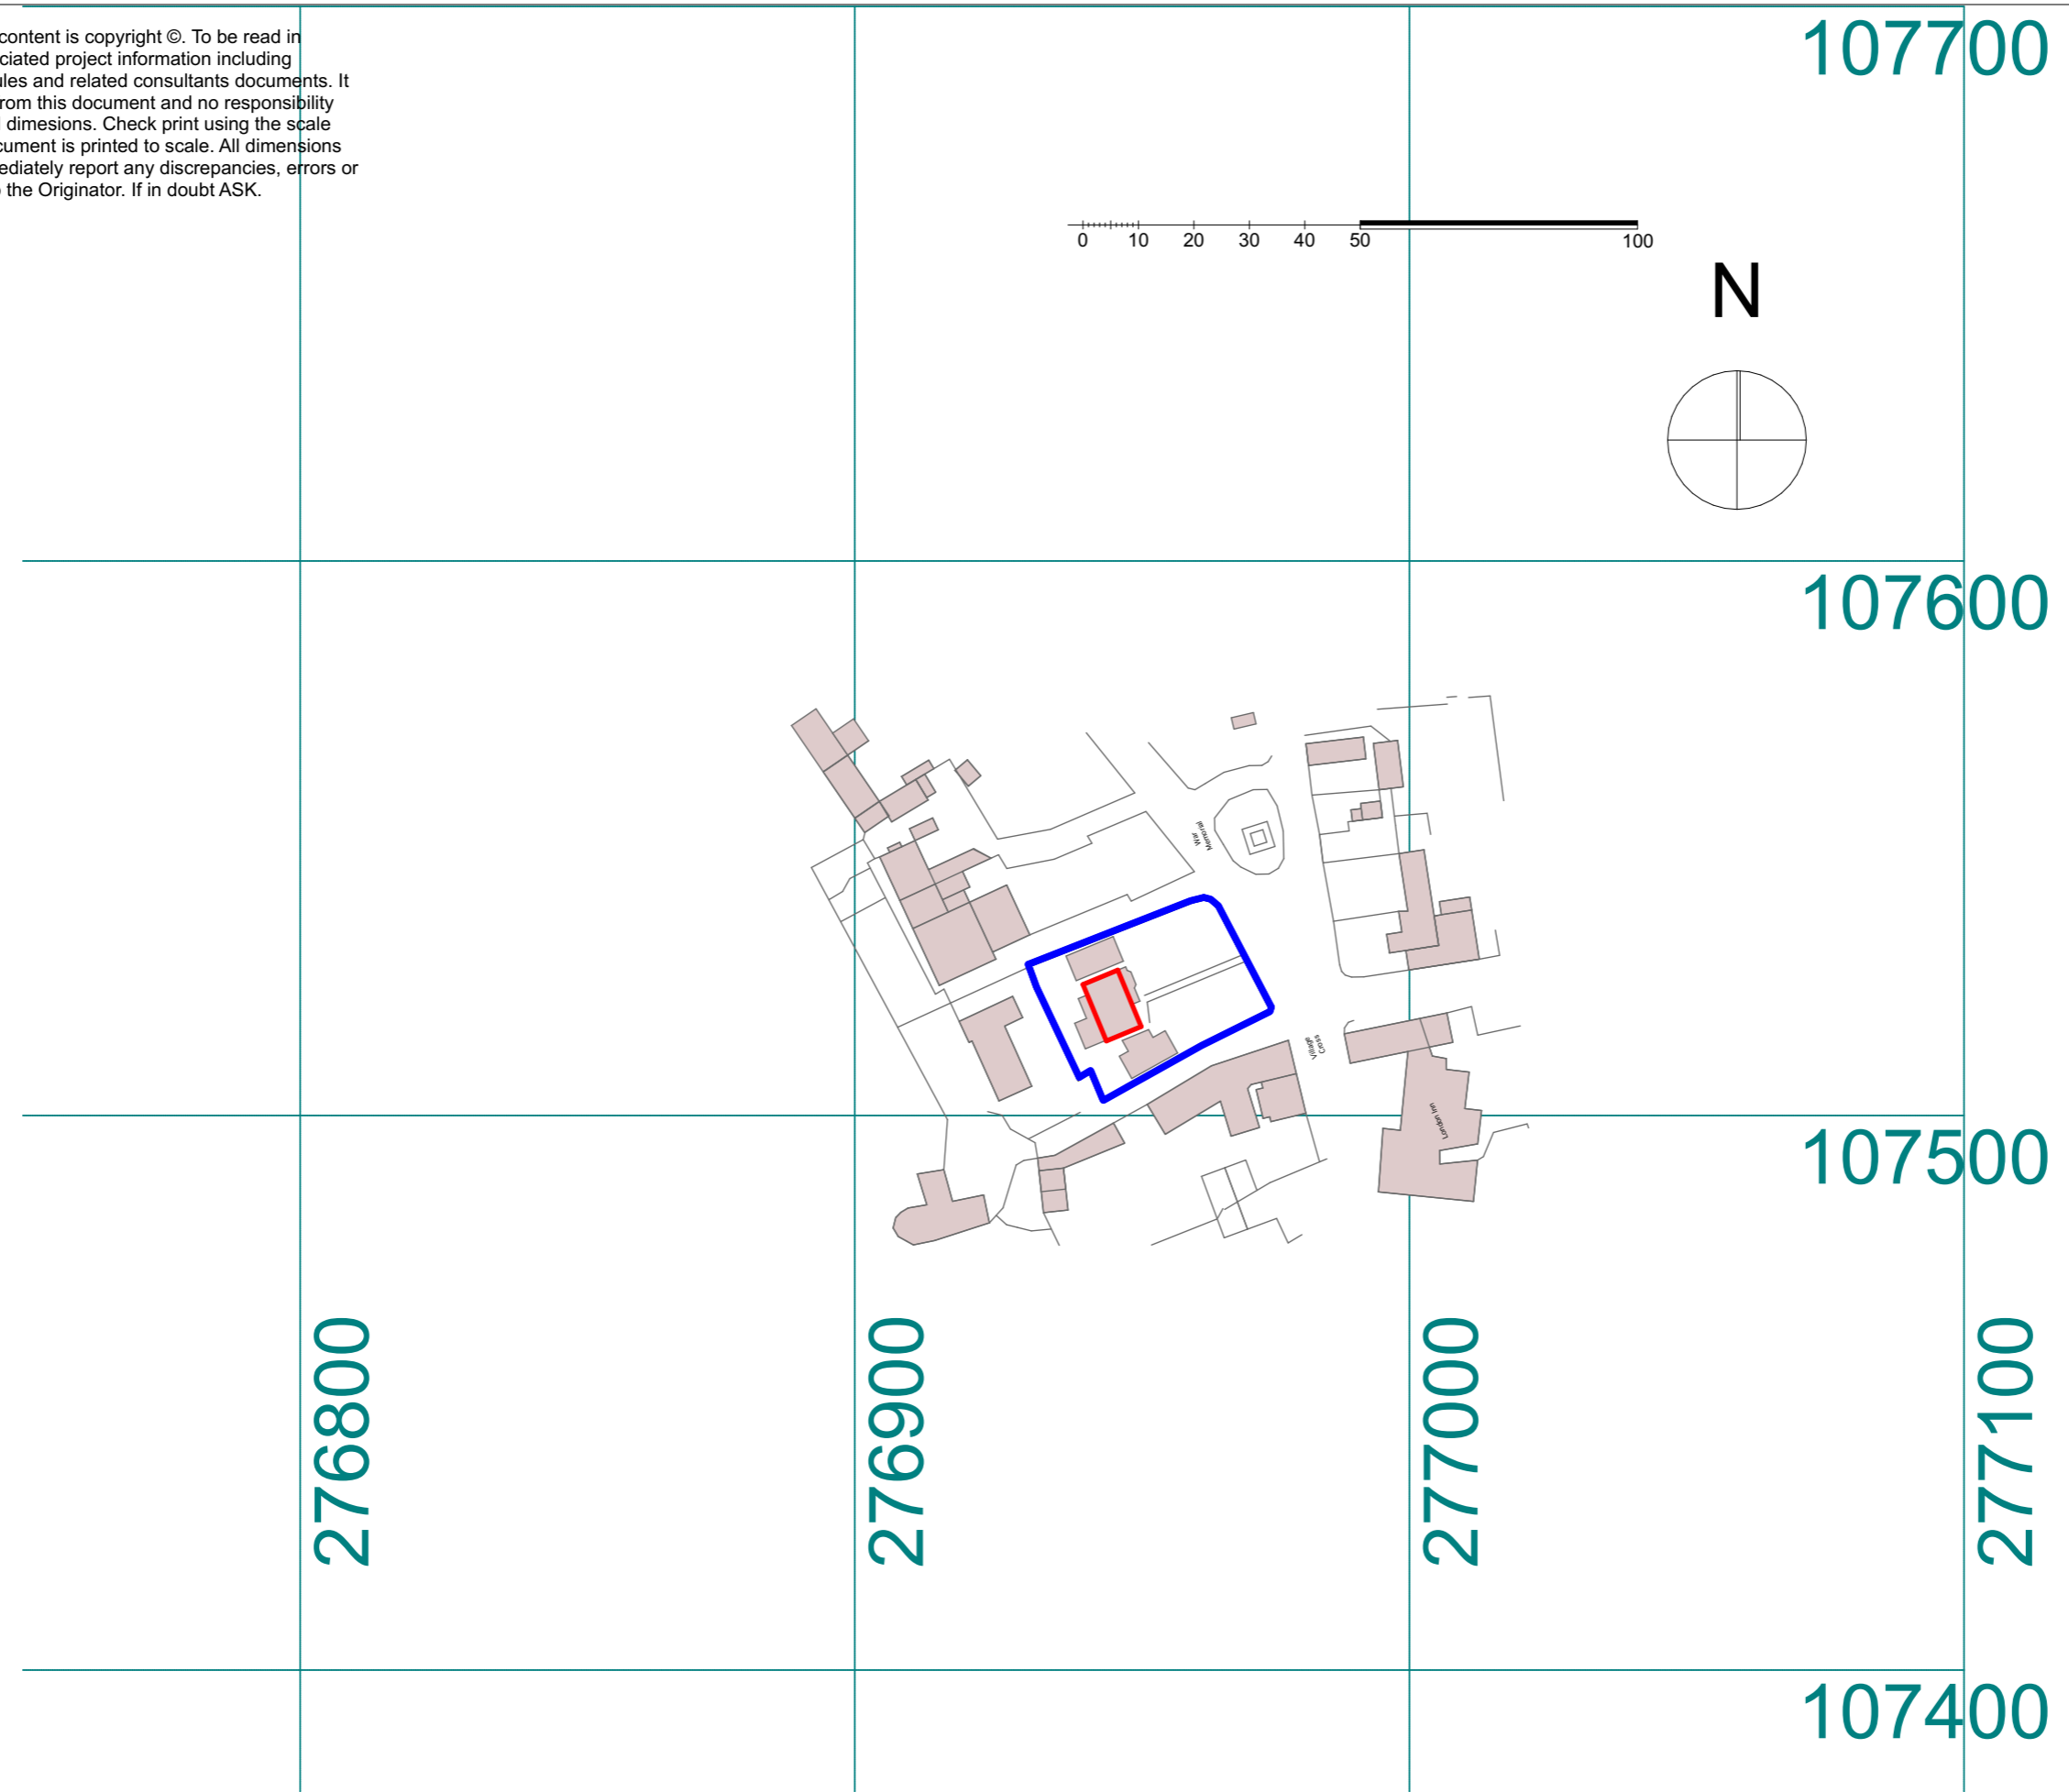 content is copyright ©. To be read in
ciated project information including
ules and related consultants documents. It
from this document and no responsibility
dimesions. Check print using the scale
cument is printed to scale. All dimensions
mediately report any discrepancies, errors or
the Originator. If in doubt ASK.
107700
0 10 20 30 40 50 100
N
107600
War
Memorial
Village
Cross
London Inn
107500
276800
276900
277000
277100
107400